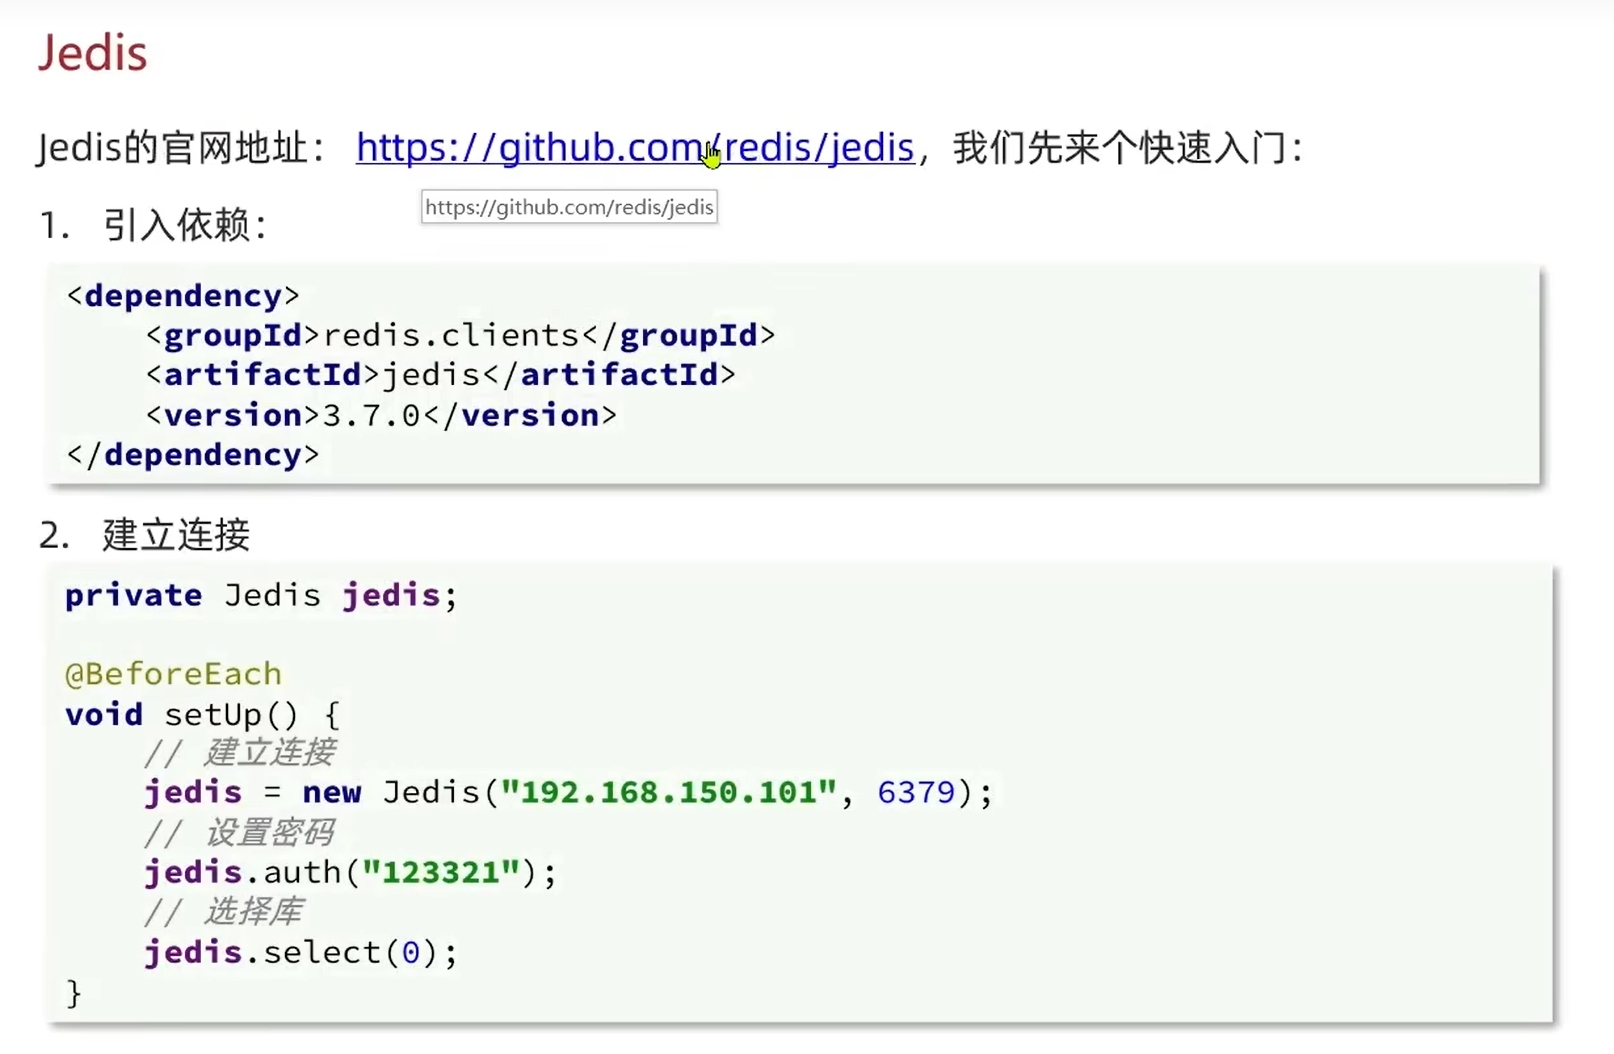 Jedis
Jedis的官网地址： https://github.com/redis/jedis，我们先来个快速入门：
https://github.com/redis/jedis
1. 引入依赖：
<dependency>
    <groupId>redis.clients</groupId>
    <artifactId>jedis</artifactId>
    <version>3.7.0</version>
</dependency>
2. 建立连接
private Jedis jedis;
@BeforeEach
void setUp() {
    // 建立连接
    jedis = new Jedis("192.168.150.101", 6379);
    // 设置密码
    jedis.auth("123321");
    // 选择库
    jedis.select(0);
}